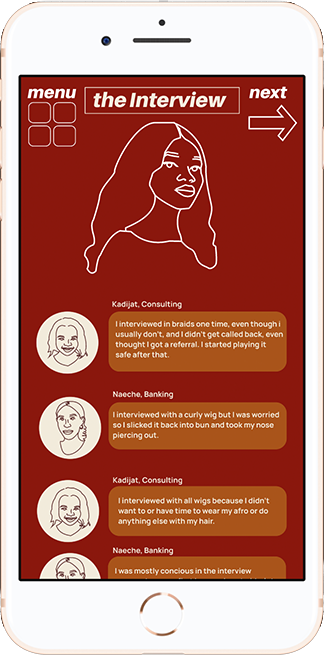 menu
the Interview
next
Kadijat, Consulting
I interviewed in braids one time, even though i
usually don't, and I didn't get called back, even
thought I got a referral. I started playing it
safe after that.
Naeche, Banking
I interviewed with a curly wig but I was worried
so I slicked it back into bun and took my nose
piercing out.
Kadijat, Consulting
I interviewed with all wigs because I didn't
want to or have time to wear my afro or do
anything else with my hair.
Naeche, Banking
I was mostly concious in the interview